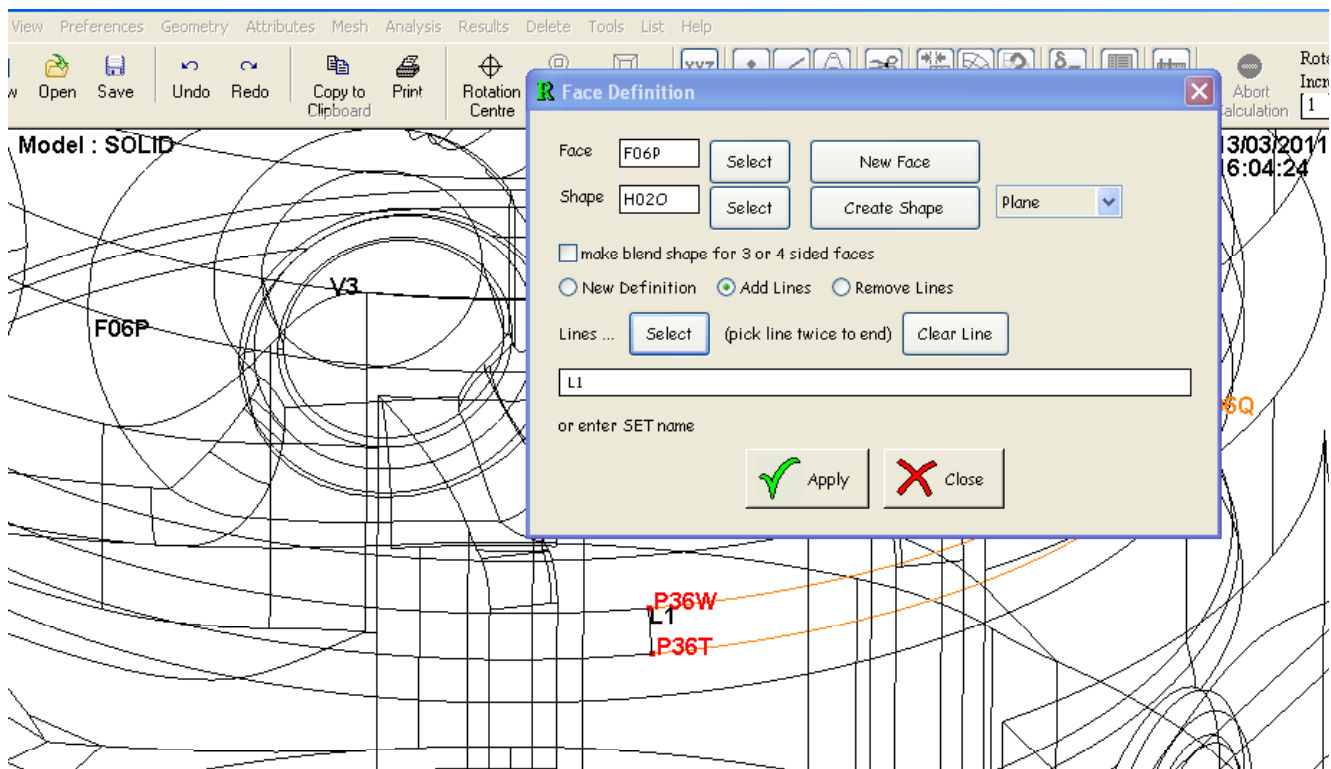 View Preferences Geometry Attributes Mesh Analysis Results Delete Tools List Help
Open Save Undo Redo Copy to Clipboard Print Rotation Centre
Abort
Calculation
1
Model : SOLID
13/03/2011
16:04:24
R Face Definition
Face F06P Select New Face
Shape H02O Select Create Shape Plane
make blend shape for 3 or 4 sided faces
New Definition Add Lines Remove Lines
Lines ... Select (pick line twice to end) Clear Line
L1
or enter SET name
Apply Close
V3
F06P
6Q
P36W
L1
P36T